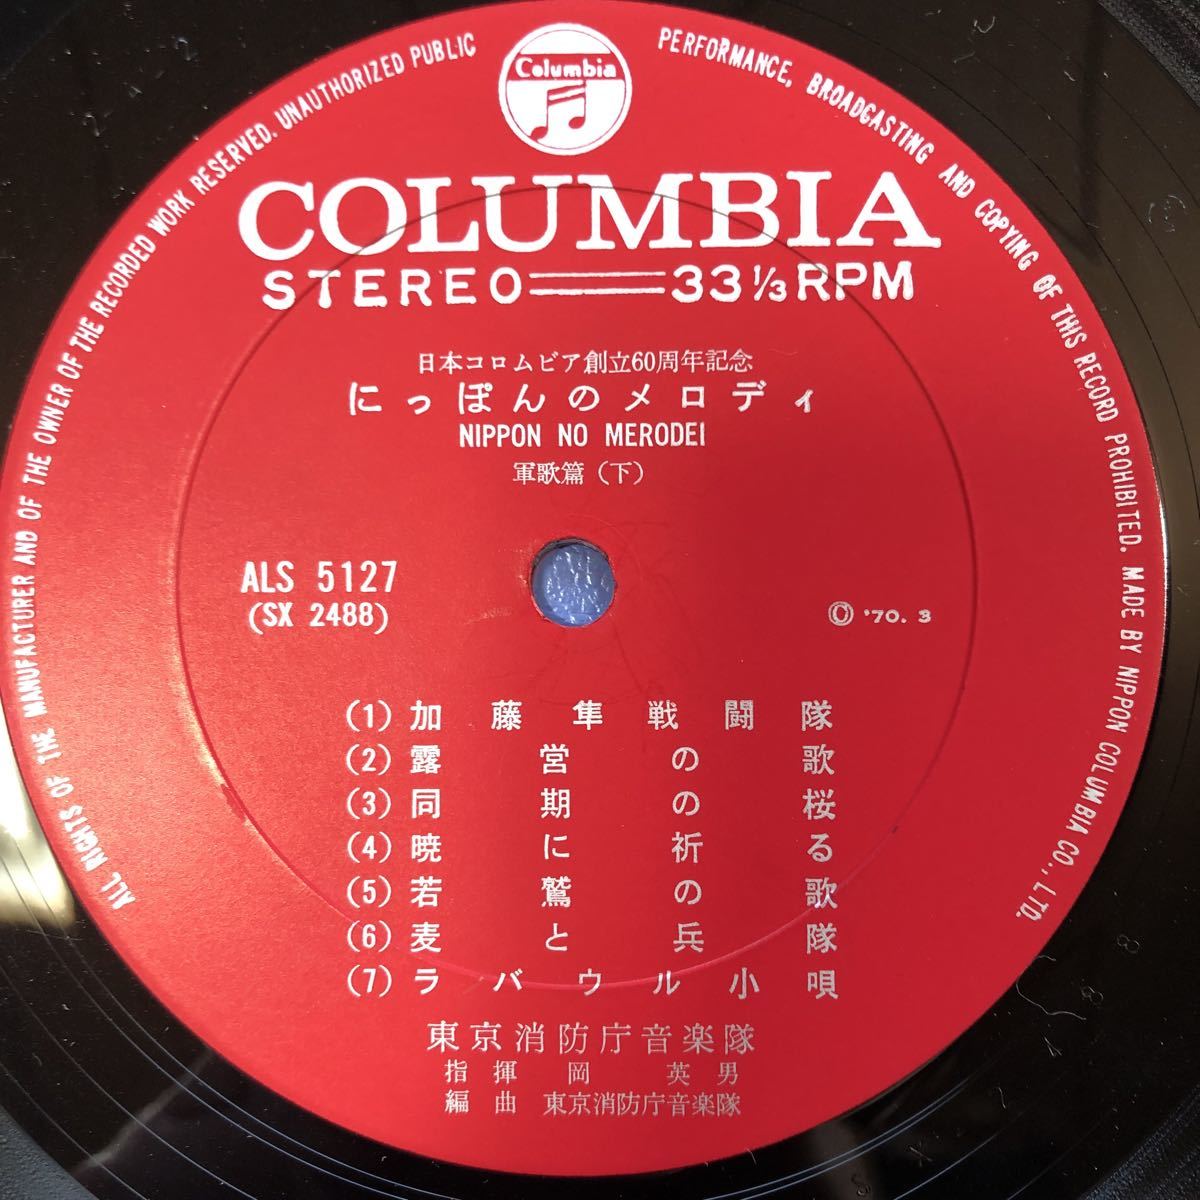 ALL RIGHTS OF THE MANUFACTURER AND OF THE OWNER OF THE RECORDED WORK RESERVED. UNAUTHORIZED PUBLIC PERFORMANCE, BROADCASTING AND COPYING OF THIS RECORD PROHIBITED. MADE BY NIPPON COLUMBIA CO., LTD.
Columbia
COLUMBIA
STEREO 33 1/3 RPM
日本コロムビア創立60周年記念
にっぽんのメロディ
NIPPON NO MERODEI
軍歌篇(下)
ALS 5127
(SX 2488)
© '70. 3
(1) 加藤隼戦闘隊
(2) 露営の歌
(3) 同期の桜
(4) 暁に祈る
(5) 若鷲の歌
(6) 麦と兵隊
(7) ラバウル小唄
東京消防庁音楽隊
指揮 岡 英男
編曲 東京消防庁音楽隊